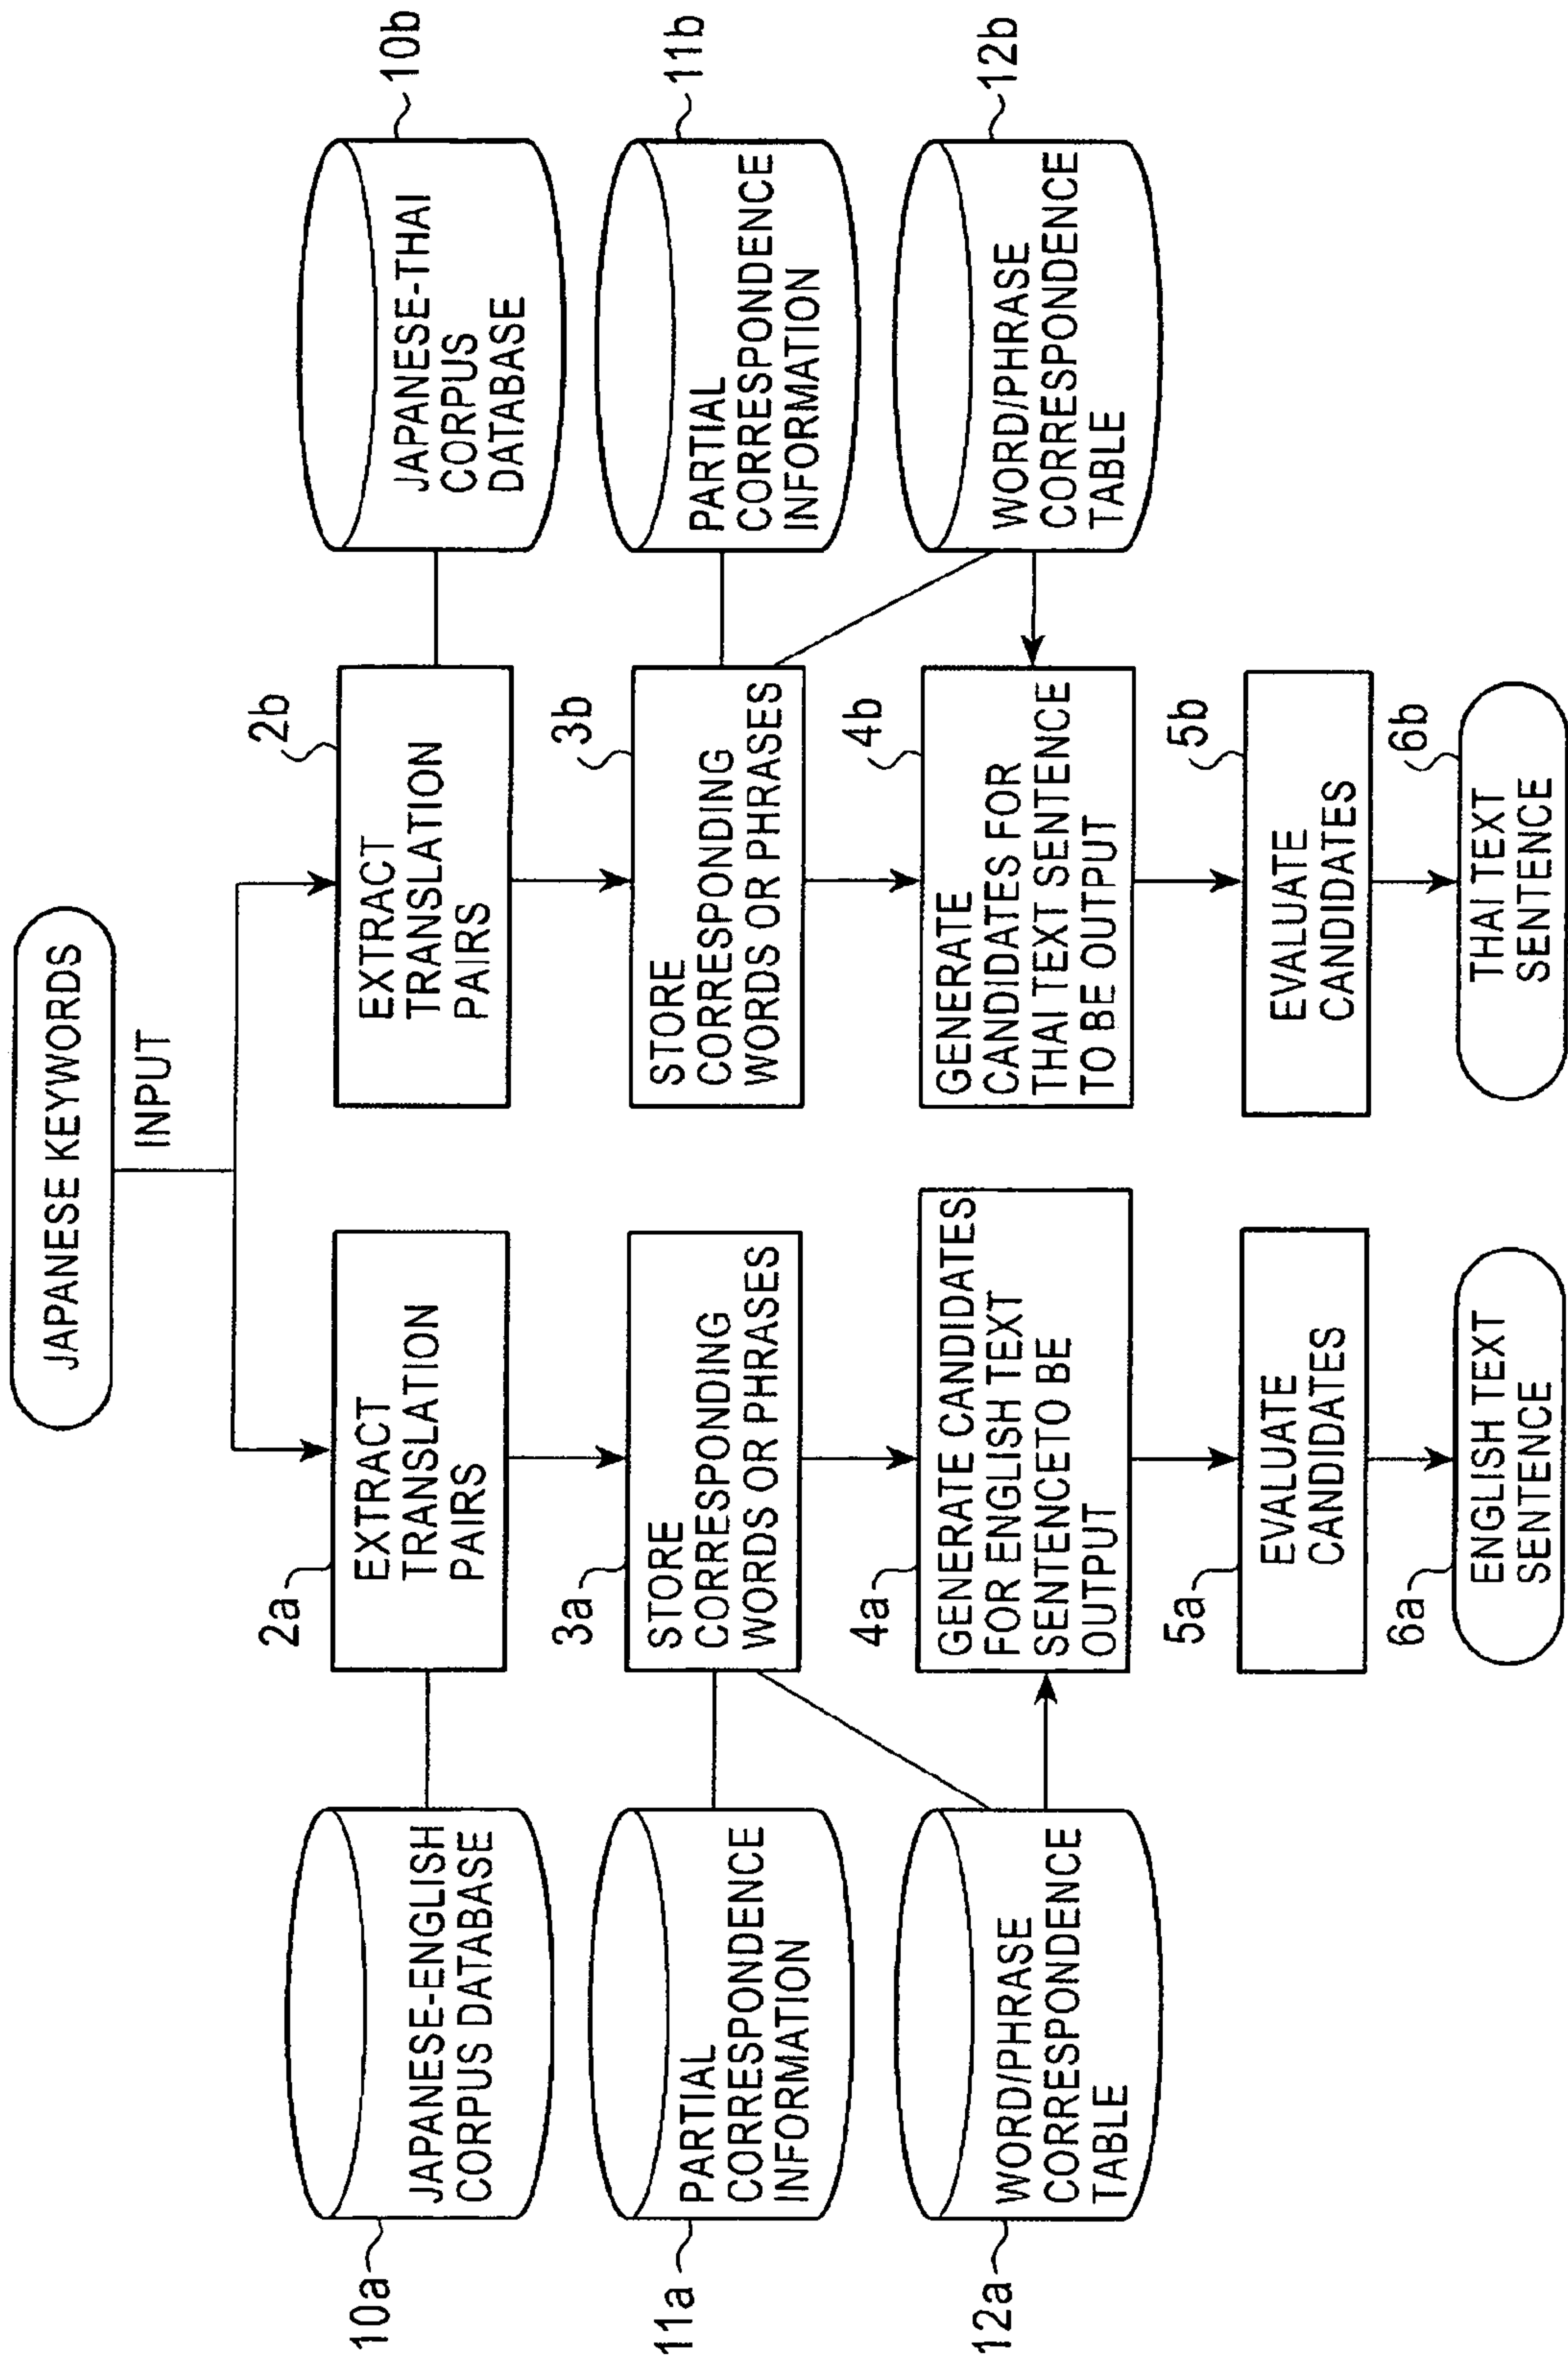 JAPANESE KEYWORDS
INPUT
10a
JAPANESE-ENGLISH
CORPUS DATABASE
2a
EXTRACT
TRANSLATION
PAIRS
2b
EXTRACT
TRANSLATION
PAIRS
JAPANESE-THAI
CORPUS
DATABASE
10b
11a
PARTIAL
CORRESPONDENCE
INFORMATION
3a
STORE
CORRESPONDING
WORDS OR PHRASES
3b
STORE
CORRESPONDING
WORDS OR PHRASES
PARTIAL
CORRESPONDENCE
INFORMATION
11b
12a
WORD/PHRASE
CORRESPONDENCE
TABLE
4a
GENERATE CANDIDATES
FOR ENGLISH TEXT
SENTENCETO BE
OUTPUT
4b
GENERATE
CANDIDATES FOR
THAI TEXT SENTENCE
TO BE OUTPUT
WORD/PHRASE
CORRESPONDENCE
TABLE
12b
5a
EVALUATE
CANDIDATES
5b
EVALUATE
CANDIDATES
6a
ENGLISH TEXT
SENTENCE
6b
THAI TEXT
SENTENCE